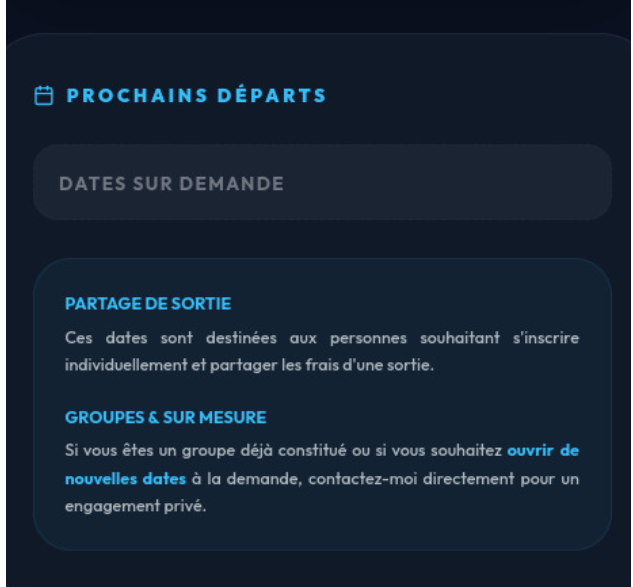 PROCHAINS DÉPARTS
DATES SUR DEMANDE
PARTAGE DE SORTIE
Ces dates sont destinées aux personnes souhaitant s'inscrire
individuellement et partager les frais d'une sortie.
GROUPES & SUR MESURE
Si vous êtes un groupe déjà constitué ou si vous souhaitez ouvrir de
nouvelles dates à la demande, contactez-moi directement pour un
engagement privé.